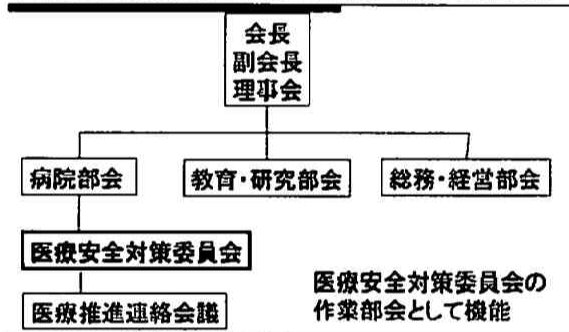 会長
副会長
理事会
病院部会
教育・研究部会
総務・経営部会
医療安全対策委員会
医療推進連絡会議
医療安全対策委員会の
作業部会として機能